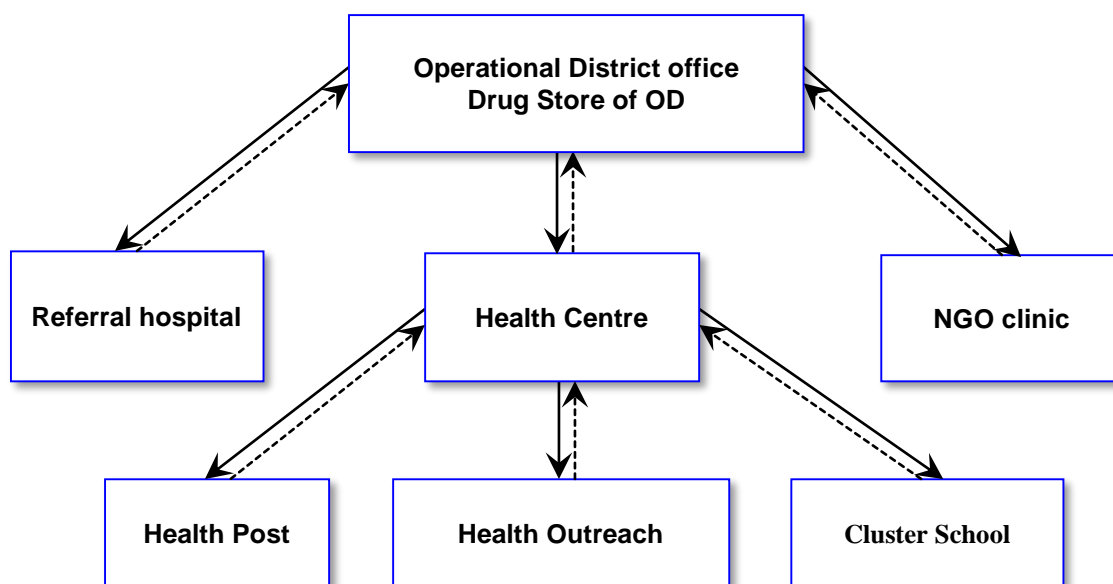 Operational District office
Drug Store of OD
Referral hospital
Health Centre
NGO clinic
Health Post
Health Outreach
Cluster School